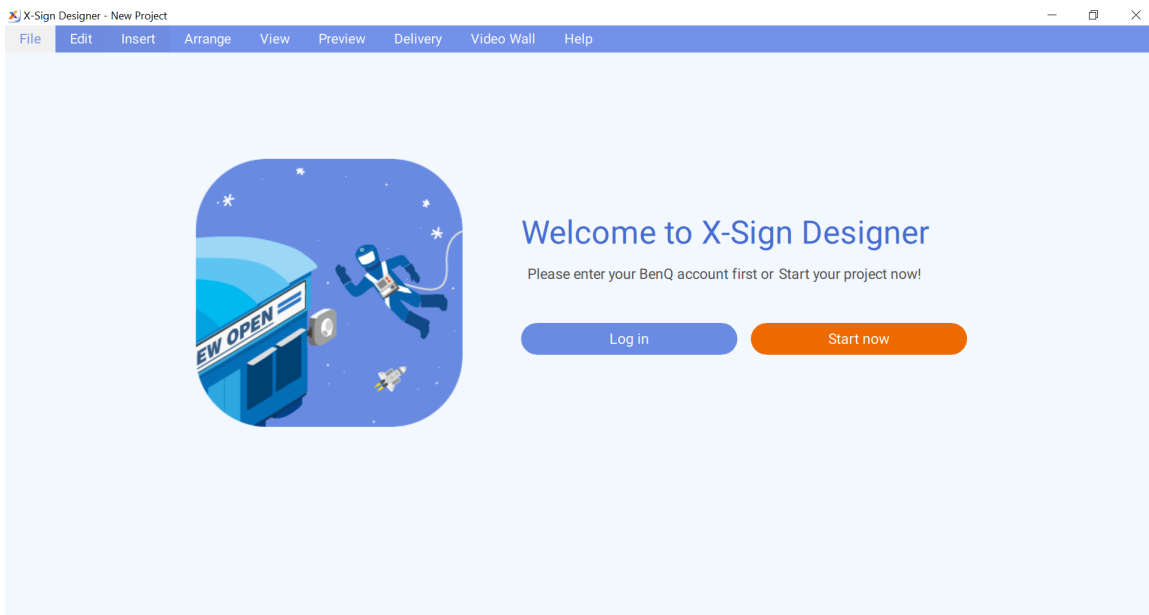 X-Sign Designer - New Project
File Edit Insert Arrange View Preview Delivery Video Wall Help
Welcome to X-Sign Designer
Please enter your BenQ account first or Start your project now!
EW OPEN
Log in Start now